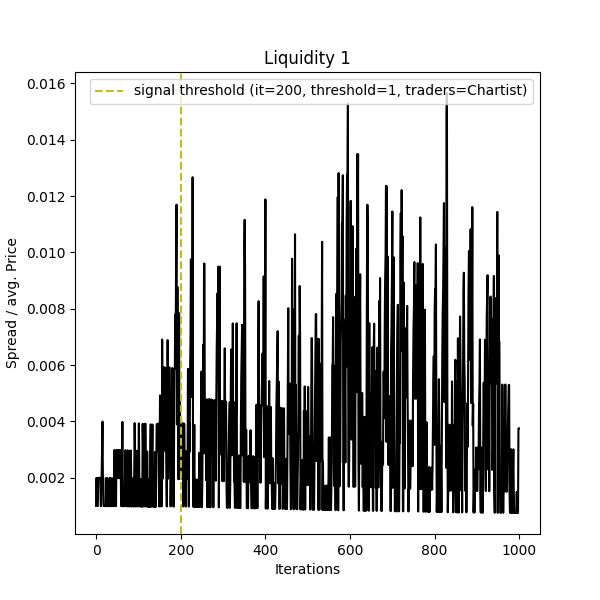 Liquidity 1
signal threshold (it=200, threshold=1, traders=Chartist)
0.016
0.014
0.012
0.010
0.008
0.006
0.004
0.002
Spread / avg. Price
0 200 400 600 800 1000
Iterations